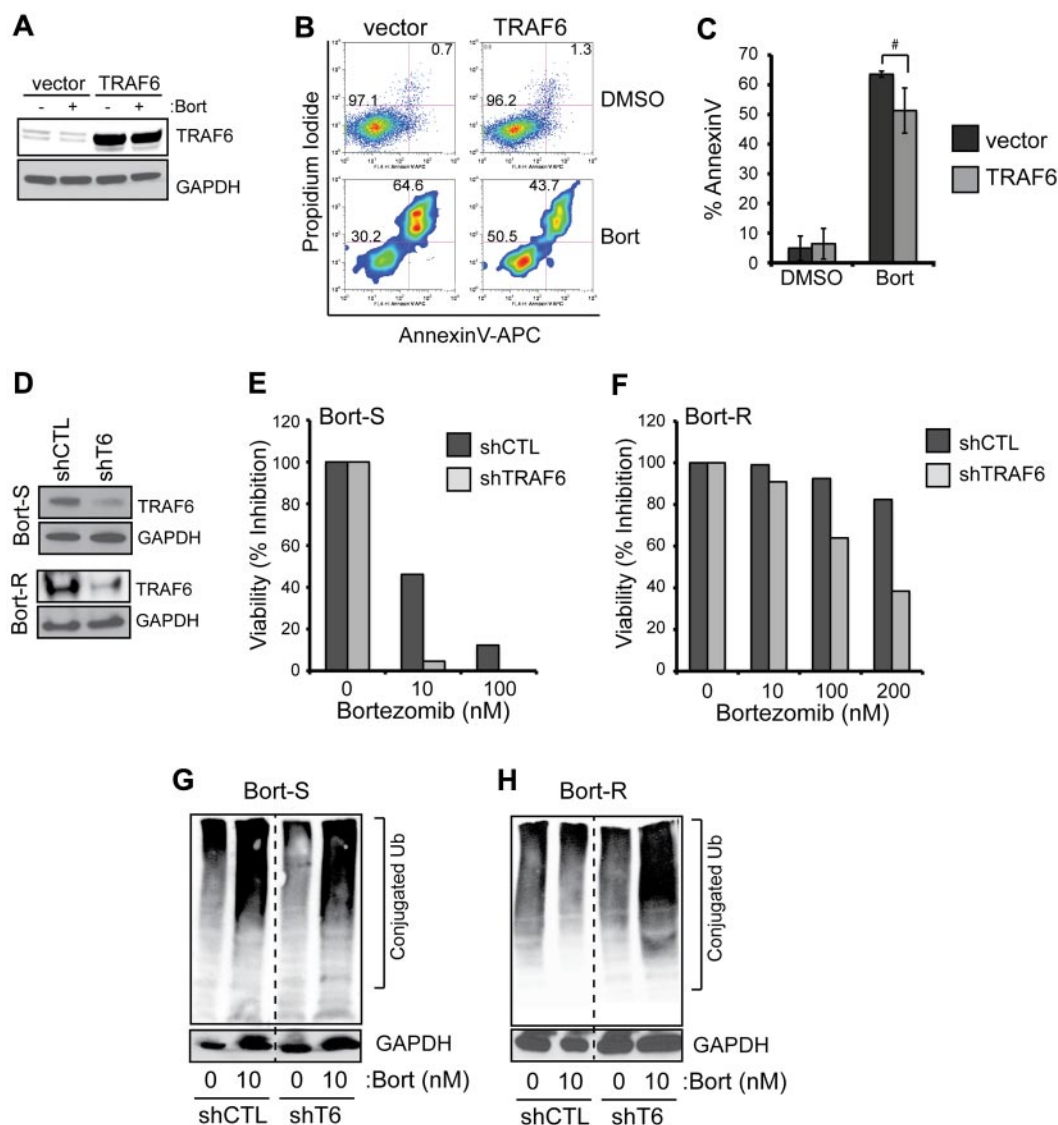 A
vector TRAF6
- + - + :Bort
TRAF6
GAPDH
B
vector TRAF6
0.7
97.1
1.3
96.2
DMSO
64.6
30.2
43.7
50.5
Bort
Propidium Iodide
AnnexinV-APC
C
70
60
50
40
30
20
10
0
% AnnexinV
#
DMSO Bort
vector
TRAF6
D
shCTL shT6
Bort-S
TRAF6
GAPDH
Bort-R
TRAF6
GAPDH
E
Bort-S
120
100
80
60
40
20
0
Viability (% Inhibition)
shCTL
shTRAF6
0 10 100
Bortezomib (nM)
F
Bort-R
120
100
80
60
40
20
0
Viability (% Inhibition)
shCTL
shTRAF6
0 10 100 200
Bortezomib (nM)
G
Bort-S
Conjugated Ub
GAPDH
0 10 0 10 :Bort (nM)
shCTL shT6
H
Bort-R
Conjugated Ub
GAPDH
0 10 0 10 :Bort (nM)
shCTL shT6